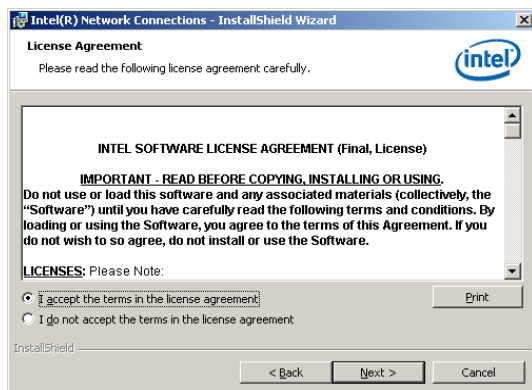 Intel(R) Network Connections - InstallShield Wizard
License Agreement
Please read the following license agreement carefully.
intel
INTEL SOFTWARE LICENSE AGREEMENT (Final, License)
IMPORTANT - READ BEFORE COPYING, INSTALLING OR USING.
Do not use or load this software and any associated materials (collectively, the
“Software”) until you have carefully read the following terms and conditions. By
loading or using the Software, you agree to the terms of this Agreement. If you
do not wish to so agree, do not install or use the Software.
LICENSES: Please Note:
I accept the terms in the license agreement
Print
I do not accept the terms in the license agreement
InstallShield
< Back
Next >
Cancel